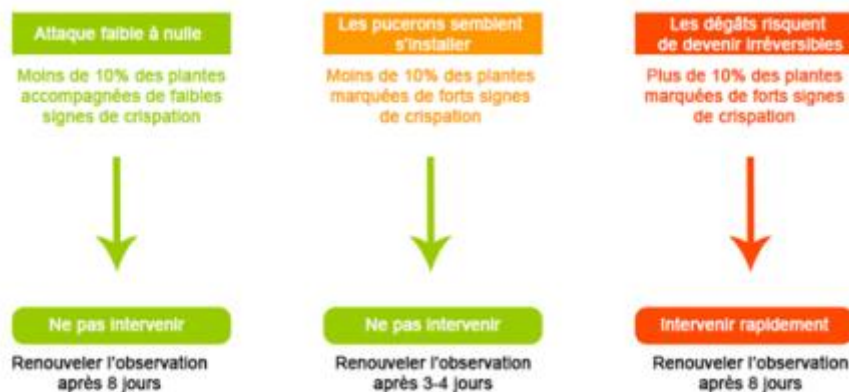 Attaque faible à nulle
Moins de 10% des plantes
accompagnées de faibles
signes de crispation
Ne pas intervenir
Renouveler l'observation
après 8 jours
Les pucerons semblent
s'installer
Moins de 10% des plantes
marquées de forts signes
de crispation
Ne pas intervenir
Renouveler l'observation
après 3-4 jours
Les dégâts risquent
de devenir irréversibles
Plus de 10% des plantes
marquées de forts signes
de crispation
Intervenir rapidement
Renouveler l'observation
après 8 jours